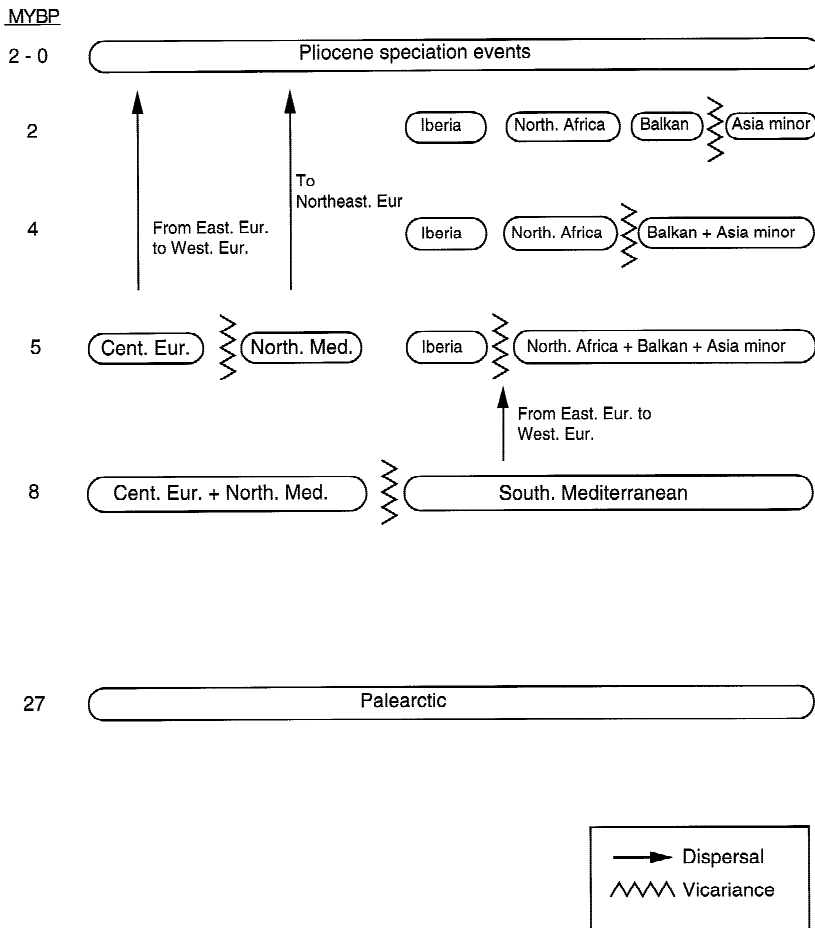 MYBP
2 - 0
Pliocene speciation events
2
Iberia
North. Africa
Balkan
Asia minor
To
Northeast. Eur
From East. Eur.
to West. Eur.
4
Iberia
North. Africa
Balkan + Asia minor
5
Cent. Eur.
North. Med.
Iberia
North. Africa + Balkan + Asia minor
From East. Eur. to
West. Eur.
8
Cent. Eur. + North. Med.
South. Mediterranean
27
Palearctic
Dispersal
Vicariance